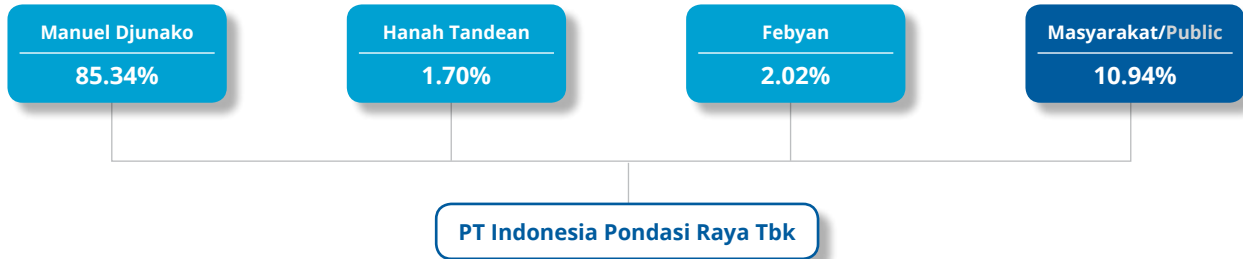 Manuel Djunako
85.34%
Hanah Tandean
1.70%
Febyan
2.02%
Masyarakat/Public
10.94%
PT Indonesia Pondasi Raya Tbk